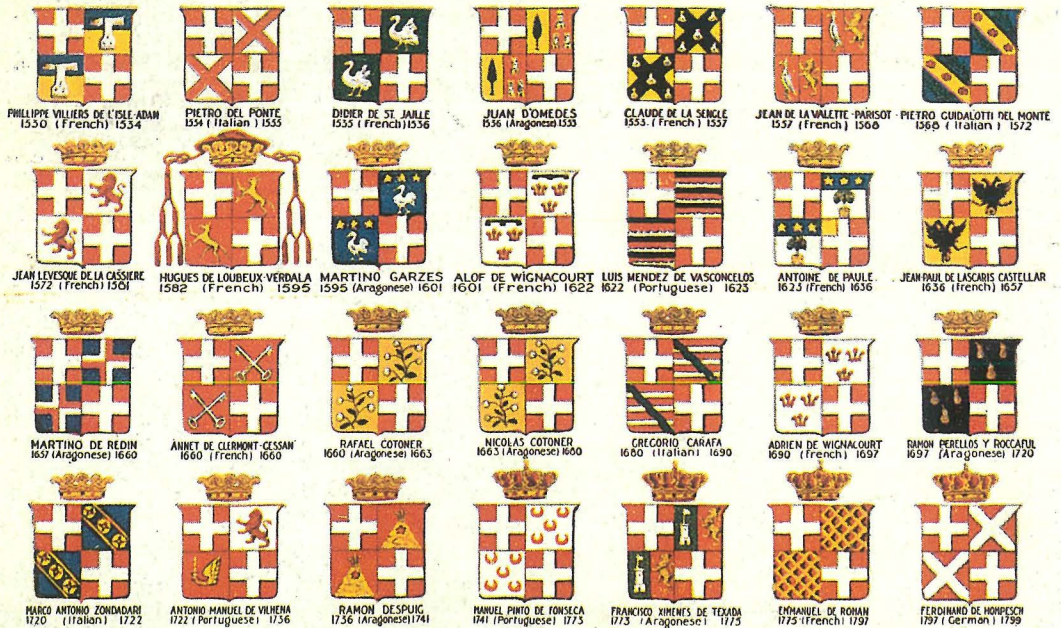 PHILLIPPE VILLIERS DE L'ISLE-ADAN
1530 (French) 1534
PIETRO DEL PONTE
1534 (Italian) 1535
DIDIER DE ST JAILLE
1535 (French) 1536
JUAN D'OMEDES
1536 (Aragonese) 1553
CLAUDE DE LA SENGLE
1553 (French) 1557
JEAN DE LA VALETTE-PARISOT
1557 (French) 1568
PIETRO GUIDALOTTI DEL MONTE
1568 (Italian) 1572
JEAN LEVESQUE DE LA CASSIERE
1572 (French) 1581
HUGUES DE LOUBEUX-VERDALA
1582 (French) 1595
MARTINO GARZES
1595 (Aragonese) 1601
ALOF DE WIGNACOURT
1601 (French) 1622
LUIS MENDEZ DE VASCONCELOS
1622 (Portuguese) 1623
ANTOINE DE PAULE
1623 (French) 1636
JEAN-PAUL DE LASCARIS CASTELLAR
1636 (French) 1657
MARTINO DE REDIN
1657 (Aragonese) 1660
ANNET DE CLERMONT-GESSAN
1660 (French) 1660
RAFAEL COTONER
1660 (Aragonese) 1663
NICOLAS COTONER
1663 (Aragonese) 1680
GREGORIO CARAFA
1680 (Italian) 1690
ADRIEN DE WIGNACOURT
1690 (French) 1697
RAMON PERELLOS Y ROCCAFUL
1697 (Aragonese) 1720
MARCO ANTONIO ZONDADARI
1720 (Italian) 1722
ANTONIO MANUEL DE VILHENA
1722 (Portuguese) 1736
RAMON DESPUIG
1736 (Aragonese) 1741
MANUEL PINTO DE FONSECA
1741 (Portuguese) 1773
FRANCISCO XIMENES DE TEXADA
1773 (Aragonese) 1775
EMMANUEL DE ROHAN
1775 (French) 1797
FERDINAND DE HOMPESCH
1797 (German) 1799